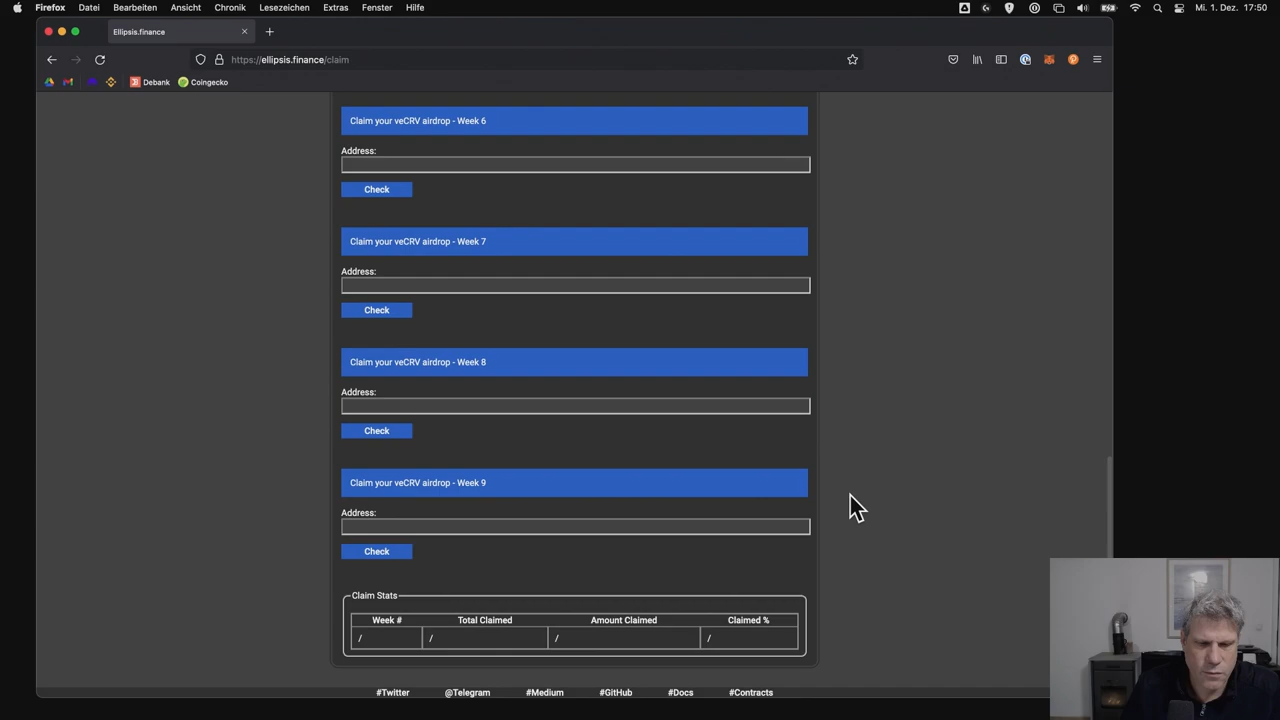 Firefox Datei Bearbeiten Ansicht Chronik Lesezeichen Extras Fenster Hilfe Mi. 1. Dez. 17:50
Ellipsis.finance
https://ellipsis.finance/claim
Debank Coingecko
Claim your veCRV airdrop - Week 6
Address:
Check
Claim your veCRV airdrop - Week 7
Address:
Check
Claim your veCRV airdrop - Week 8
Address:
Check
Claim your veCRV airdrop - Week 9
Address:
Check
Claim Stats
Week # Total Claimed Amount Claimed Claimed %
/ / / /
#Twitter @Telegram #Medium #GitHub #Docs #Contracts